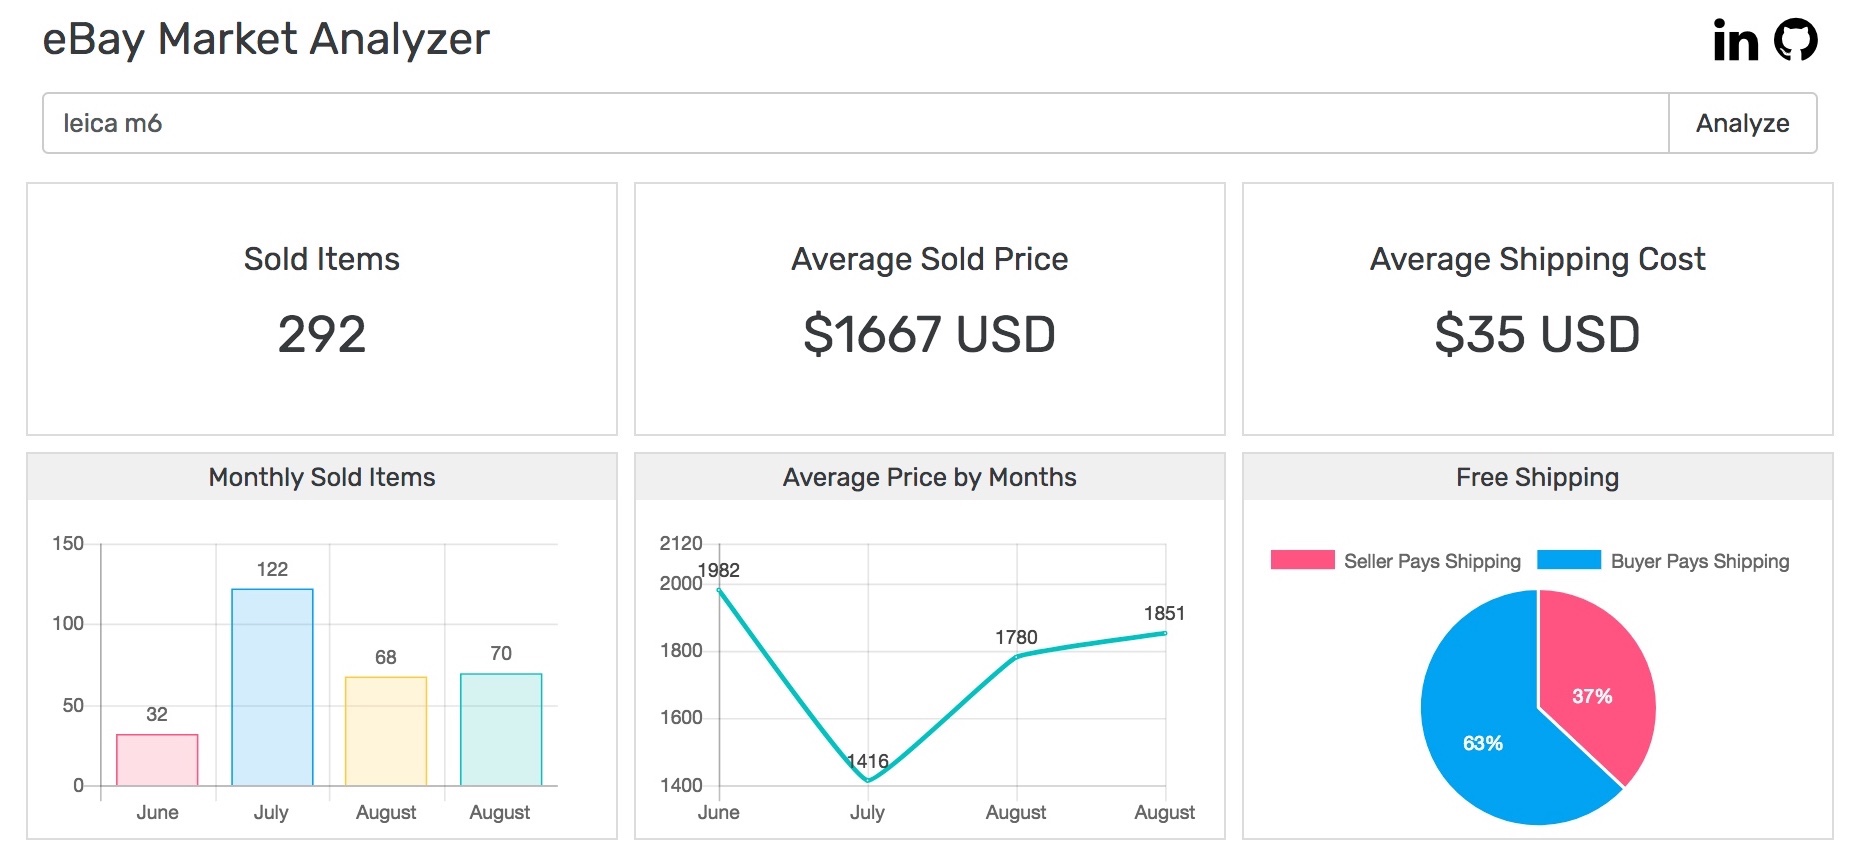 eBay Market Analyzer
in
leica m6
Analyze
Sold Items
292
Average Sold Price
$1667 USD
Average Shipping Cost
$35 USD
Monthly Sold Items
150
100
50
0
32
122
68
70
June July August August
Average Price by Months
2120
2000
1800
1600
1400
1982
1416
1780
1851
June July August August
Free Shipping
Seller Pays Shipping Buyer Pays Shipping
37%
63%